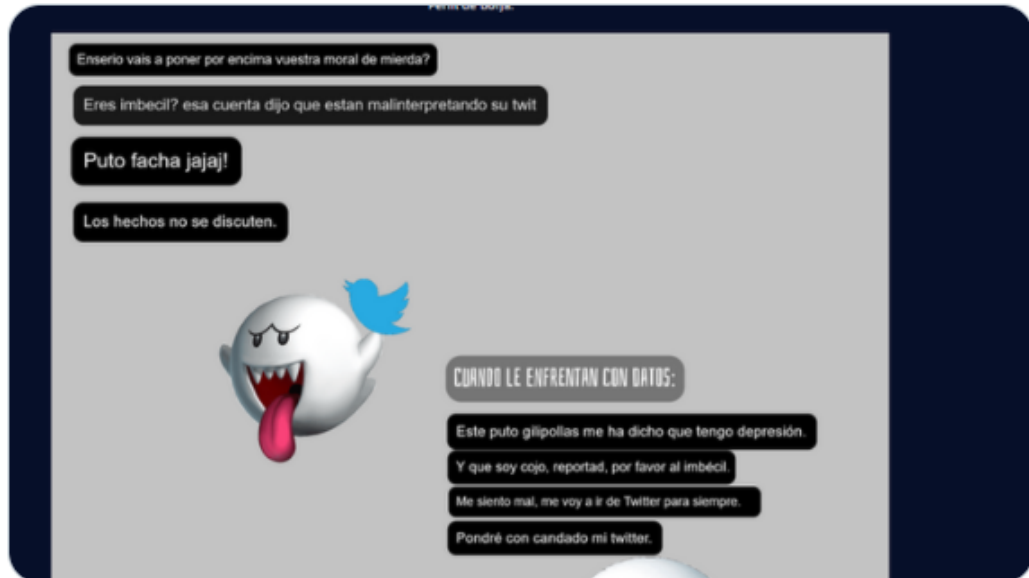 Perfil de Borja.
Enserio vais a poner por encima vuestra moral de mierda?
Eres imbecil? esa cuenta dijo que estan malinterpretando su twit
Puto facha jajaj!
Los hechos no se discuten.
CUANDO LE ENFRENTAN CON DATOS:
Este puto gilipollas me ha dicho que tengo depresión.
Y que soy cojo, reportad, por favor al imbécil.
Me siento mal, me voy a ir de Twitter para siempre.
Pondré con candado mi twitter.